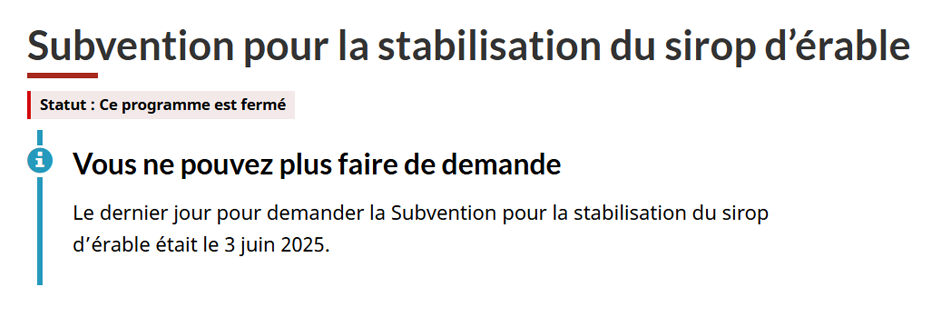 Subvention pour la stabilisation du sirop d’érable
Statut : Ce programme est fermé
Vous ne pouvez plus faire de demande
Le dernier jour pour demander la Subvention pour la stabilisation du sirop
d’érable était le 3 juin 2025.